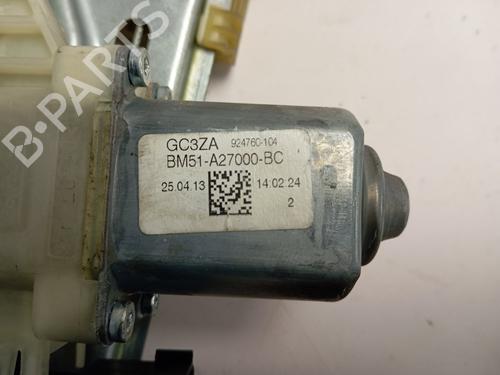 GC3ZA 924760-104
BM51-A27000-BC
25.04.13 14:02:24
2
B-PARTS